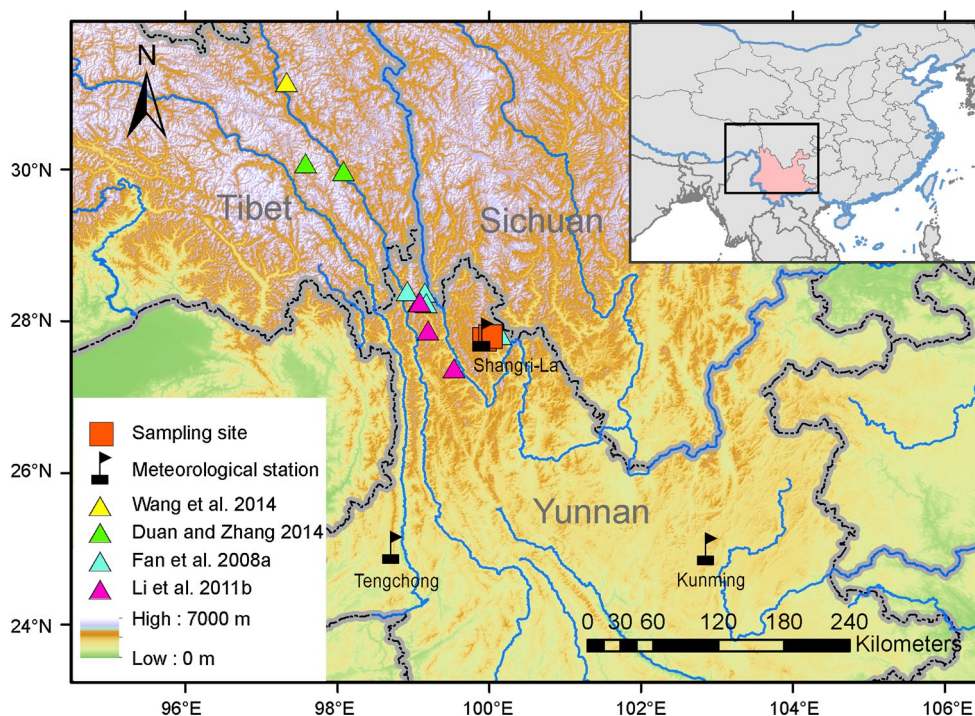 N
30°N
28°N
26°N
24°N
Tibet
Sichuan
Shangri-La
Yunnan
Tengchong
Kunming
Sampling site
Meteorological station
Wang et al. 2014
Duan and Zhang 2014
Fan et al. 2008a
Li et al. 2011b
High : 7000 m
Low : 0 m
0 30 60 120 180 240
Kilometers
96°E 98°E 100°E 102°E 104°E 106°E